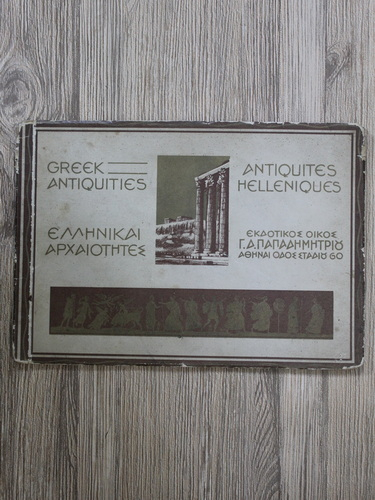 GREEK
ANTIQUITIES
ANTIQUITES
HELLENIQUES
ΕΛΛΗΝΙΚΑΙ
ΑΡΧΑΙΟΤΗΤΕΣ
ΕΚΔΟΤΙΚΟΣ ΟΙΚΟΣ
Γ.Δ.ΠΑΠΑΔΗΜΗΤΡΙΟΥ
ΑΘΗΝΑΙ ΟΔΟΣ ΣΤΑΔΙΟΥ 60